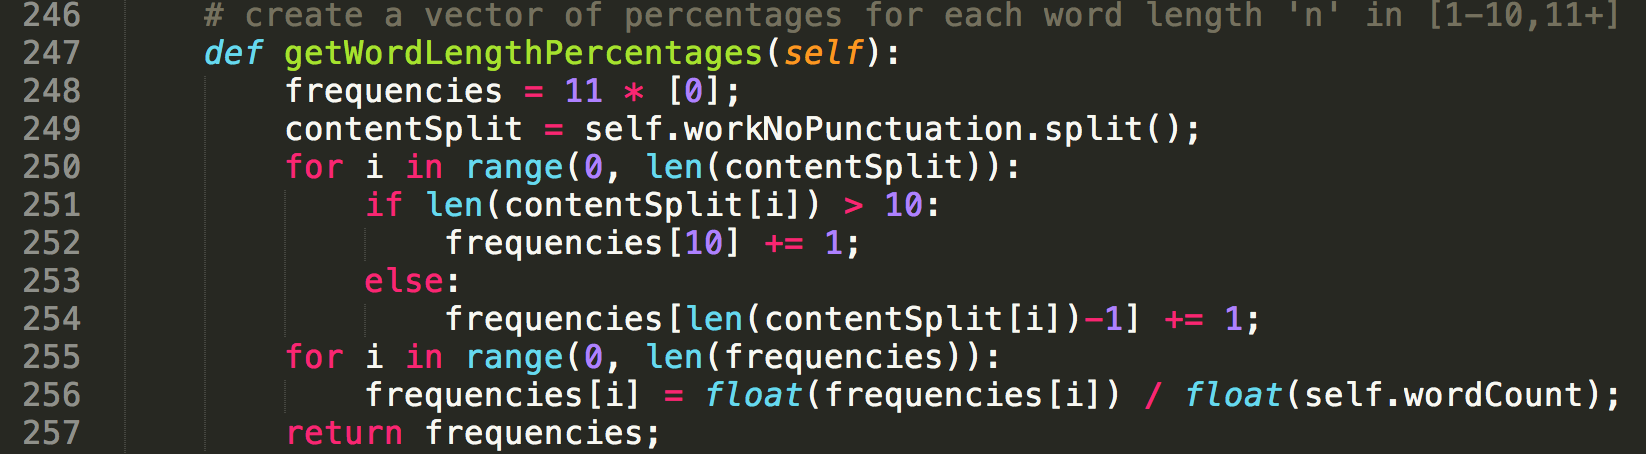 246 # create a vector of percentages for each word length 'n' in [1-10,11+]
247 def getWordLengthPercentages(self):
248 frequencies = 11 * [0];
249 contentSplit = self.workNoPunctuation.split();
250 for i in range(0, len(contentSplit)):
251 if len(contentSplit[i]) > 10:
252 frequencies[10] += 1;
253 else:
254 frequencies[len(contentSplit[i])-1] += 1;
255 for i in range(0, len(frequencies)):
256 frequencies[i] = float(frequencies[i]) / float(self.wordCount);
257 return frequencies;